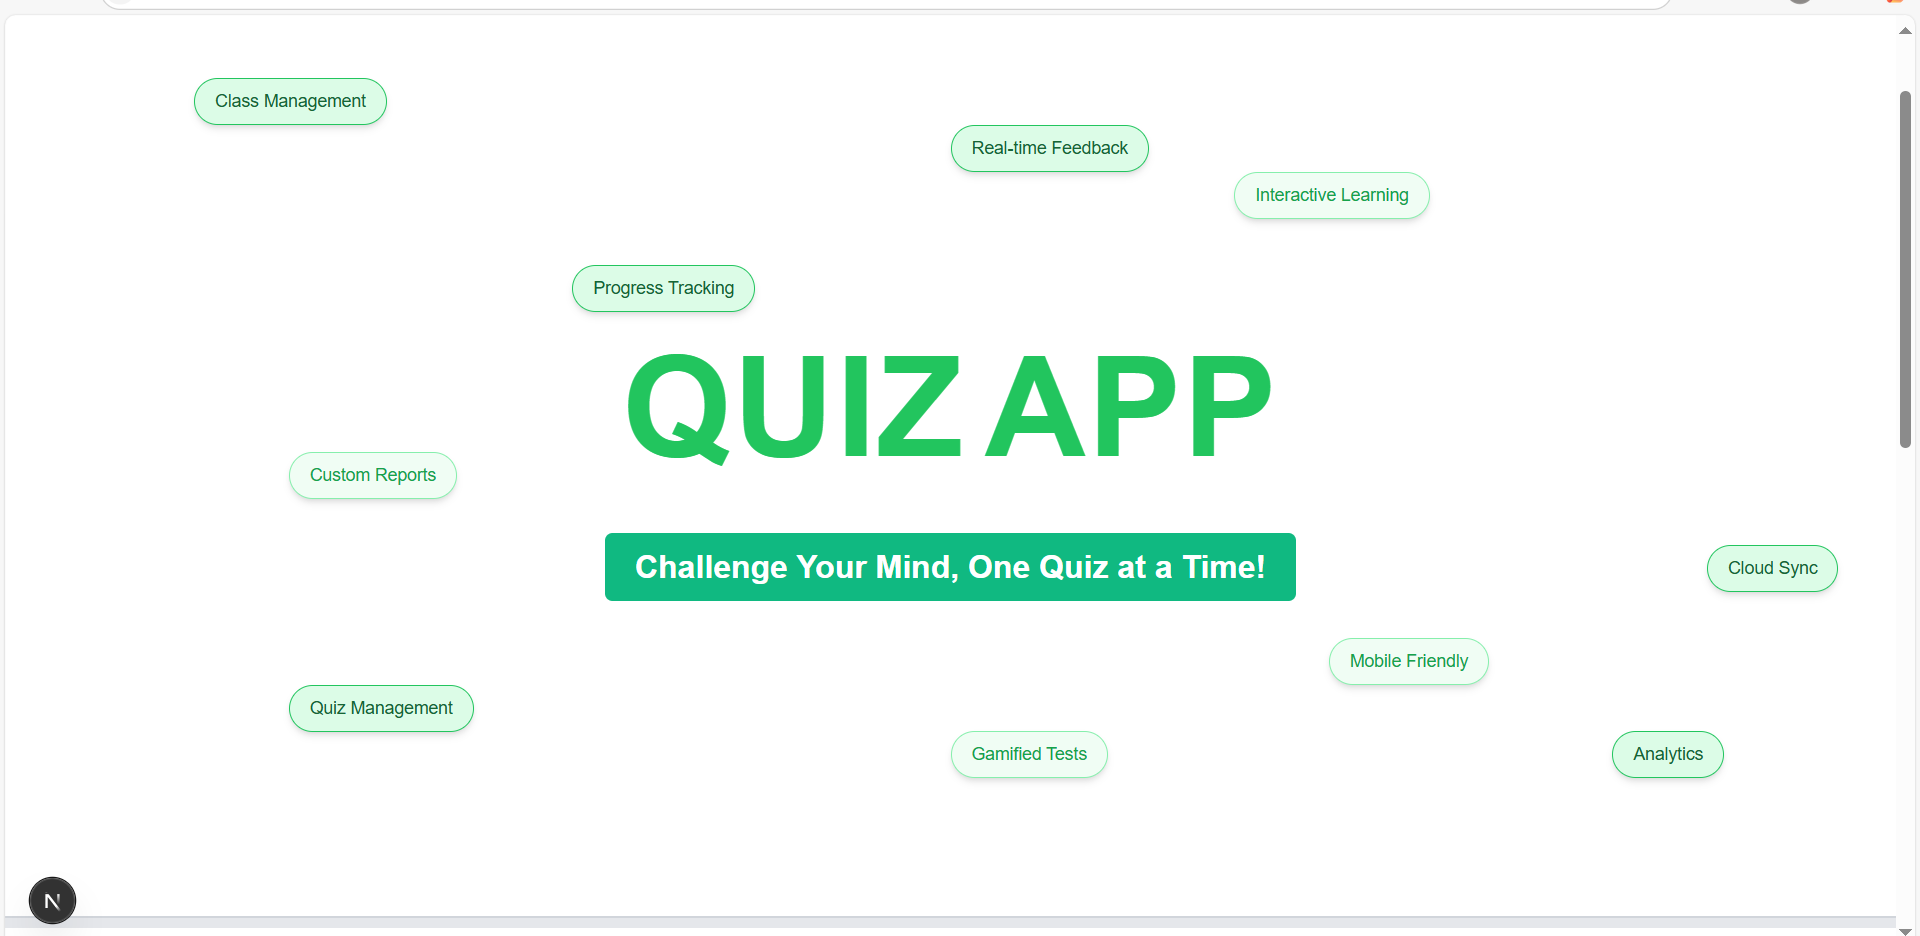 Class Management
Real-time Feedback
Interactive Learning
Progress Tracking
QUIZ APP
Custom Reports
Challenge Your Mind, One Quiz at a Time!
Cloud Sync
Mobile Friendly
Quiz Management
Gamified Tests
Analytics
N